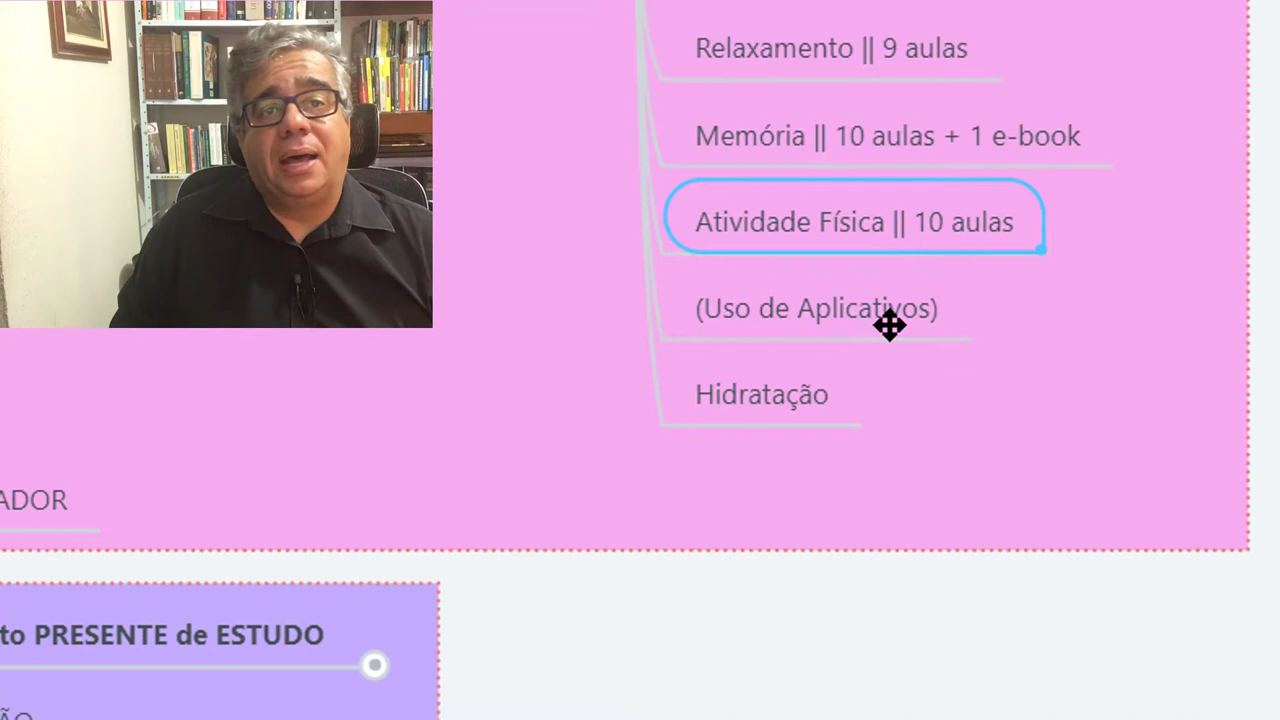 Relaxamento || 9 aulas
Memória || 10 aulas + 1 e-book
Atividade Física || 10 aulas
(Uso de Aplicativos)
Hidratação
ADOR
to PRESENTE de ESTUDO
ÃO